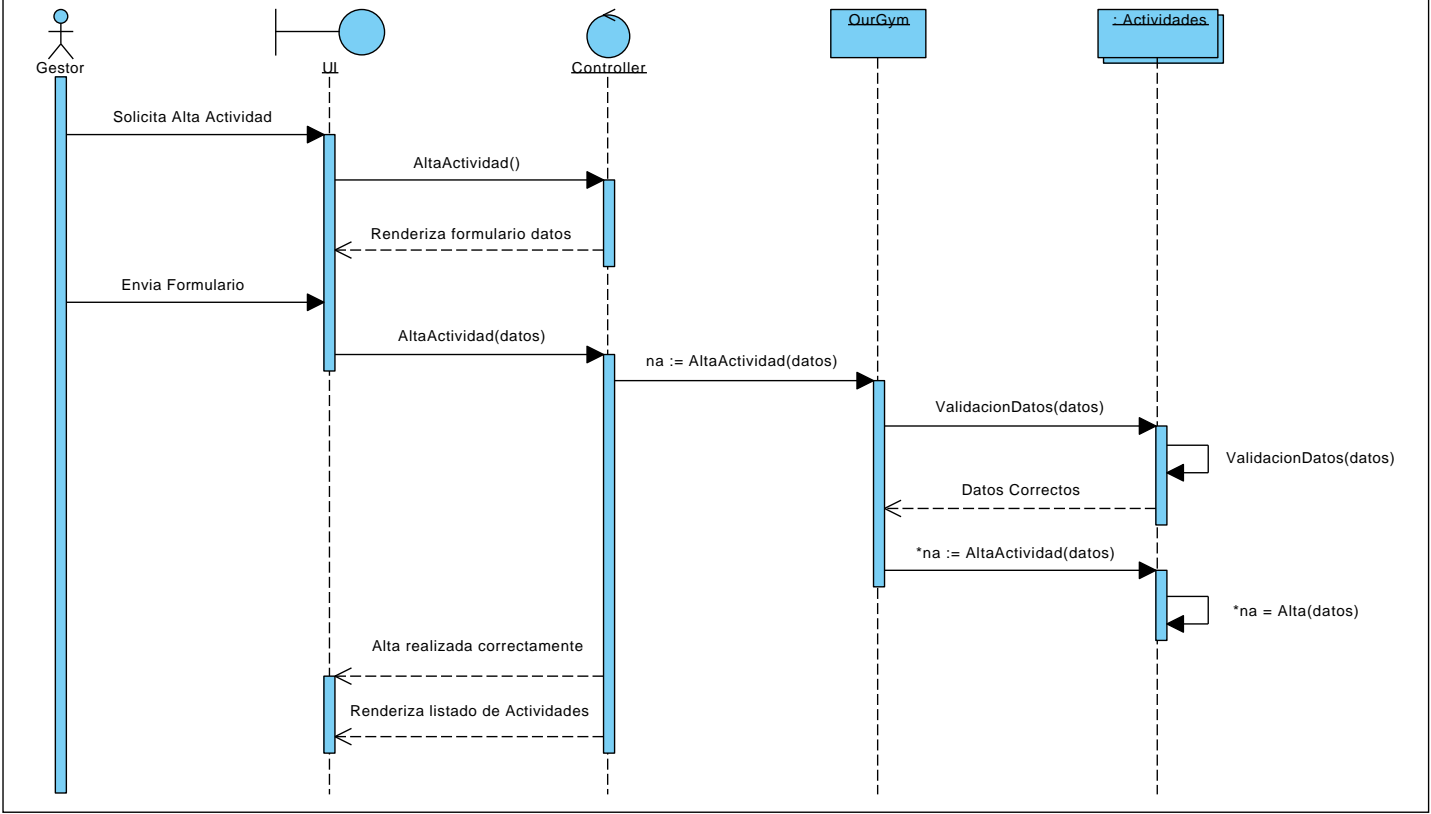 OurGym
: Actividades
Gestor
UI
Controller
Solicita Alta Actividad
AltaActividad()
Renderiza formulario datos
Envia Formulario
AltaActividad(datos)
na := AltaActividad(datos)
ValidacionDatos(datos)
ValidacionDatos(datos)
Datos Correctos
*na := AltaActividad(datos)
*na = Alta(datos)
Alta realizada correctamente
Renderiza listado de Actividades